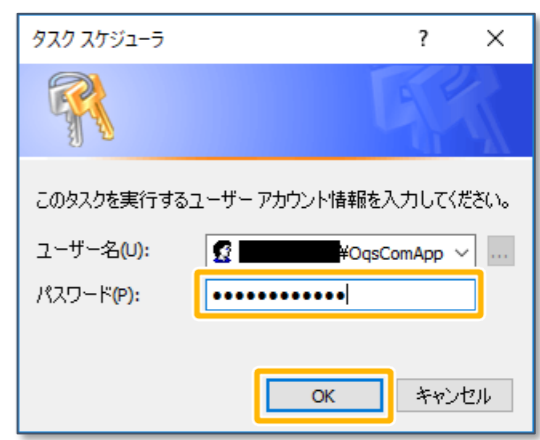 タスク スケジューラ
このタスクを実行するユーザー アカウント情報を入力してください。
ユーザー名(U):
¥OqsComApp
...
パスワード(P):
●●●●●●●●●●●●
OK
キャンセル